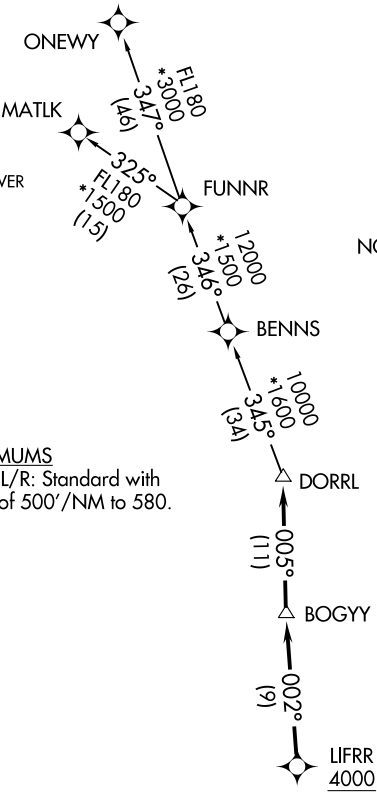 ONEWY
FL180
*3000
347°
(46)
MATLK
325°
FL180
*1500
(15)
VER
FUNNR
NO
12000
*1500
346°
(26)
BENNS
10000
*1600
345°
(34)
MUMS
L/R: Standard with
of 500'/NM to 580.
DORRL
005°
(11)
BOGYY
002°
(9)
LIFRR
4000